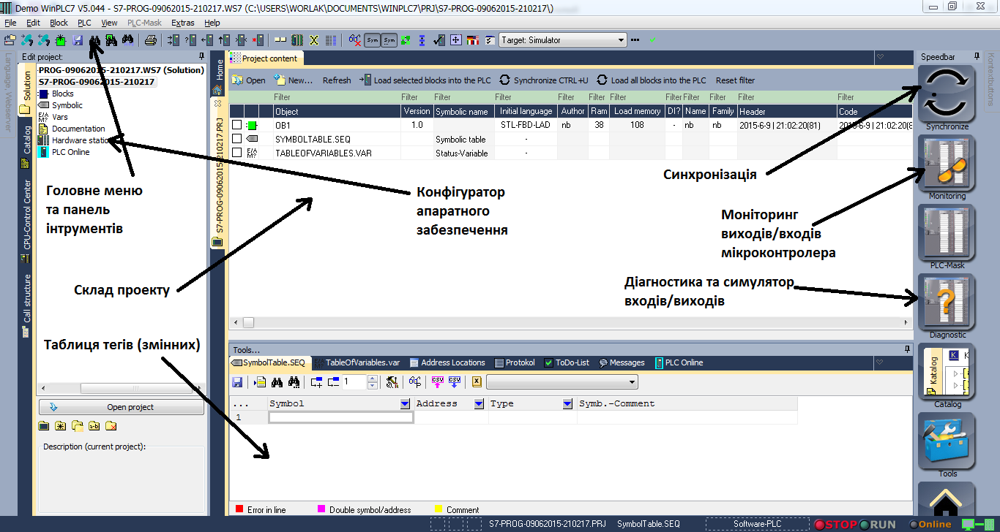 Demo WinPLC7 V5.044 - S7-PROG-09062015-210217.WS7 (C:\USERS\WORLAK\DOCUMENTS\WINPLC7\PRJ\S7-PROG-09062015-210217\)
File Edit Block PLC View PLC-Mask Extras Help
Sym Sym Target: Simulator
Language, Webserver
Edit project:
Solution
Catalog
CPU-Control Center
Call structure
PROG-09062015-210217.WS7 (Solution)
S7-PROG-09062015-210217
Blocks
Symbolic
Vars
Documentation
Hardware statio
PLC Online
Головне меню
та панель
інтрументів
Склад проекту
Таблиця тегів (змінних)
Open project
Description (current project):
Home
S7-PROG-09062015-210217.PRJ
Project content
Open New... Refresh Load selected blocks into the PLC Synchronize CTRL+U Load all blocks into the PLC Reset filter
Filter Filter Filter Filter Filter Filter Filter Filter Filter Filter Filter Filter
Object Version Symbolic name Initial language Author Ram Load memory DI? Name Family Header Code
OB1 1.0 STL-FBD-LAD nb 38 108 - nb nb 2015-6-9 | 21:02:20(81) 2015-6-9 | 21:02:20(8
SYMBOLTABLE.SEQ Symbolic table -
E/A M? TABLEOFVARIABLES.VAR Status-Variable -
Конфігуратор
апаратного
забезпечення
Синхронізація
Моніторинг
виходів/входів
мікроконтролера
Діагностика та симулятор
входів/виходів
Tools...
SymbolTable.SEQ TableOfVariables.var Address Locations Protokol ToDo-List Messages PLC Online
1 CSV CSV
... Symbol Address Type Symb.-Comment
1
Error in line Double symbol/address Comment
Speedbar
Kontextbuttons
Synchronize
Monitoring
PLC-Mask
Diagnostic
Katalog
K K
Catalog
Tools
S7-PROG-09062015-210217.PRJ SymbolTable.SEQ Software-PLC STOP RUN Online